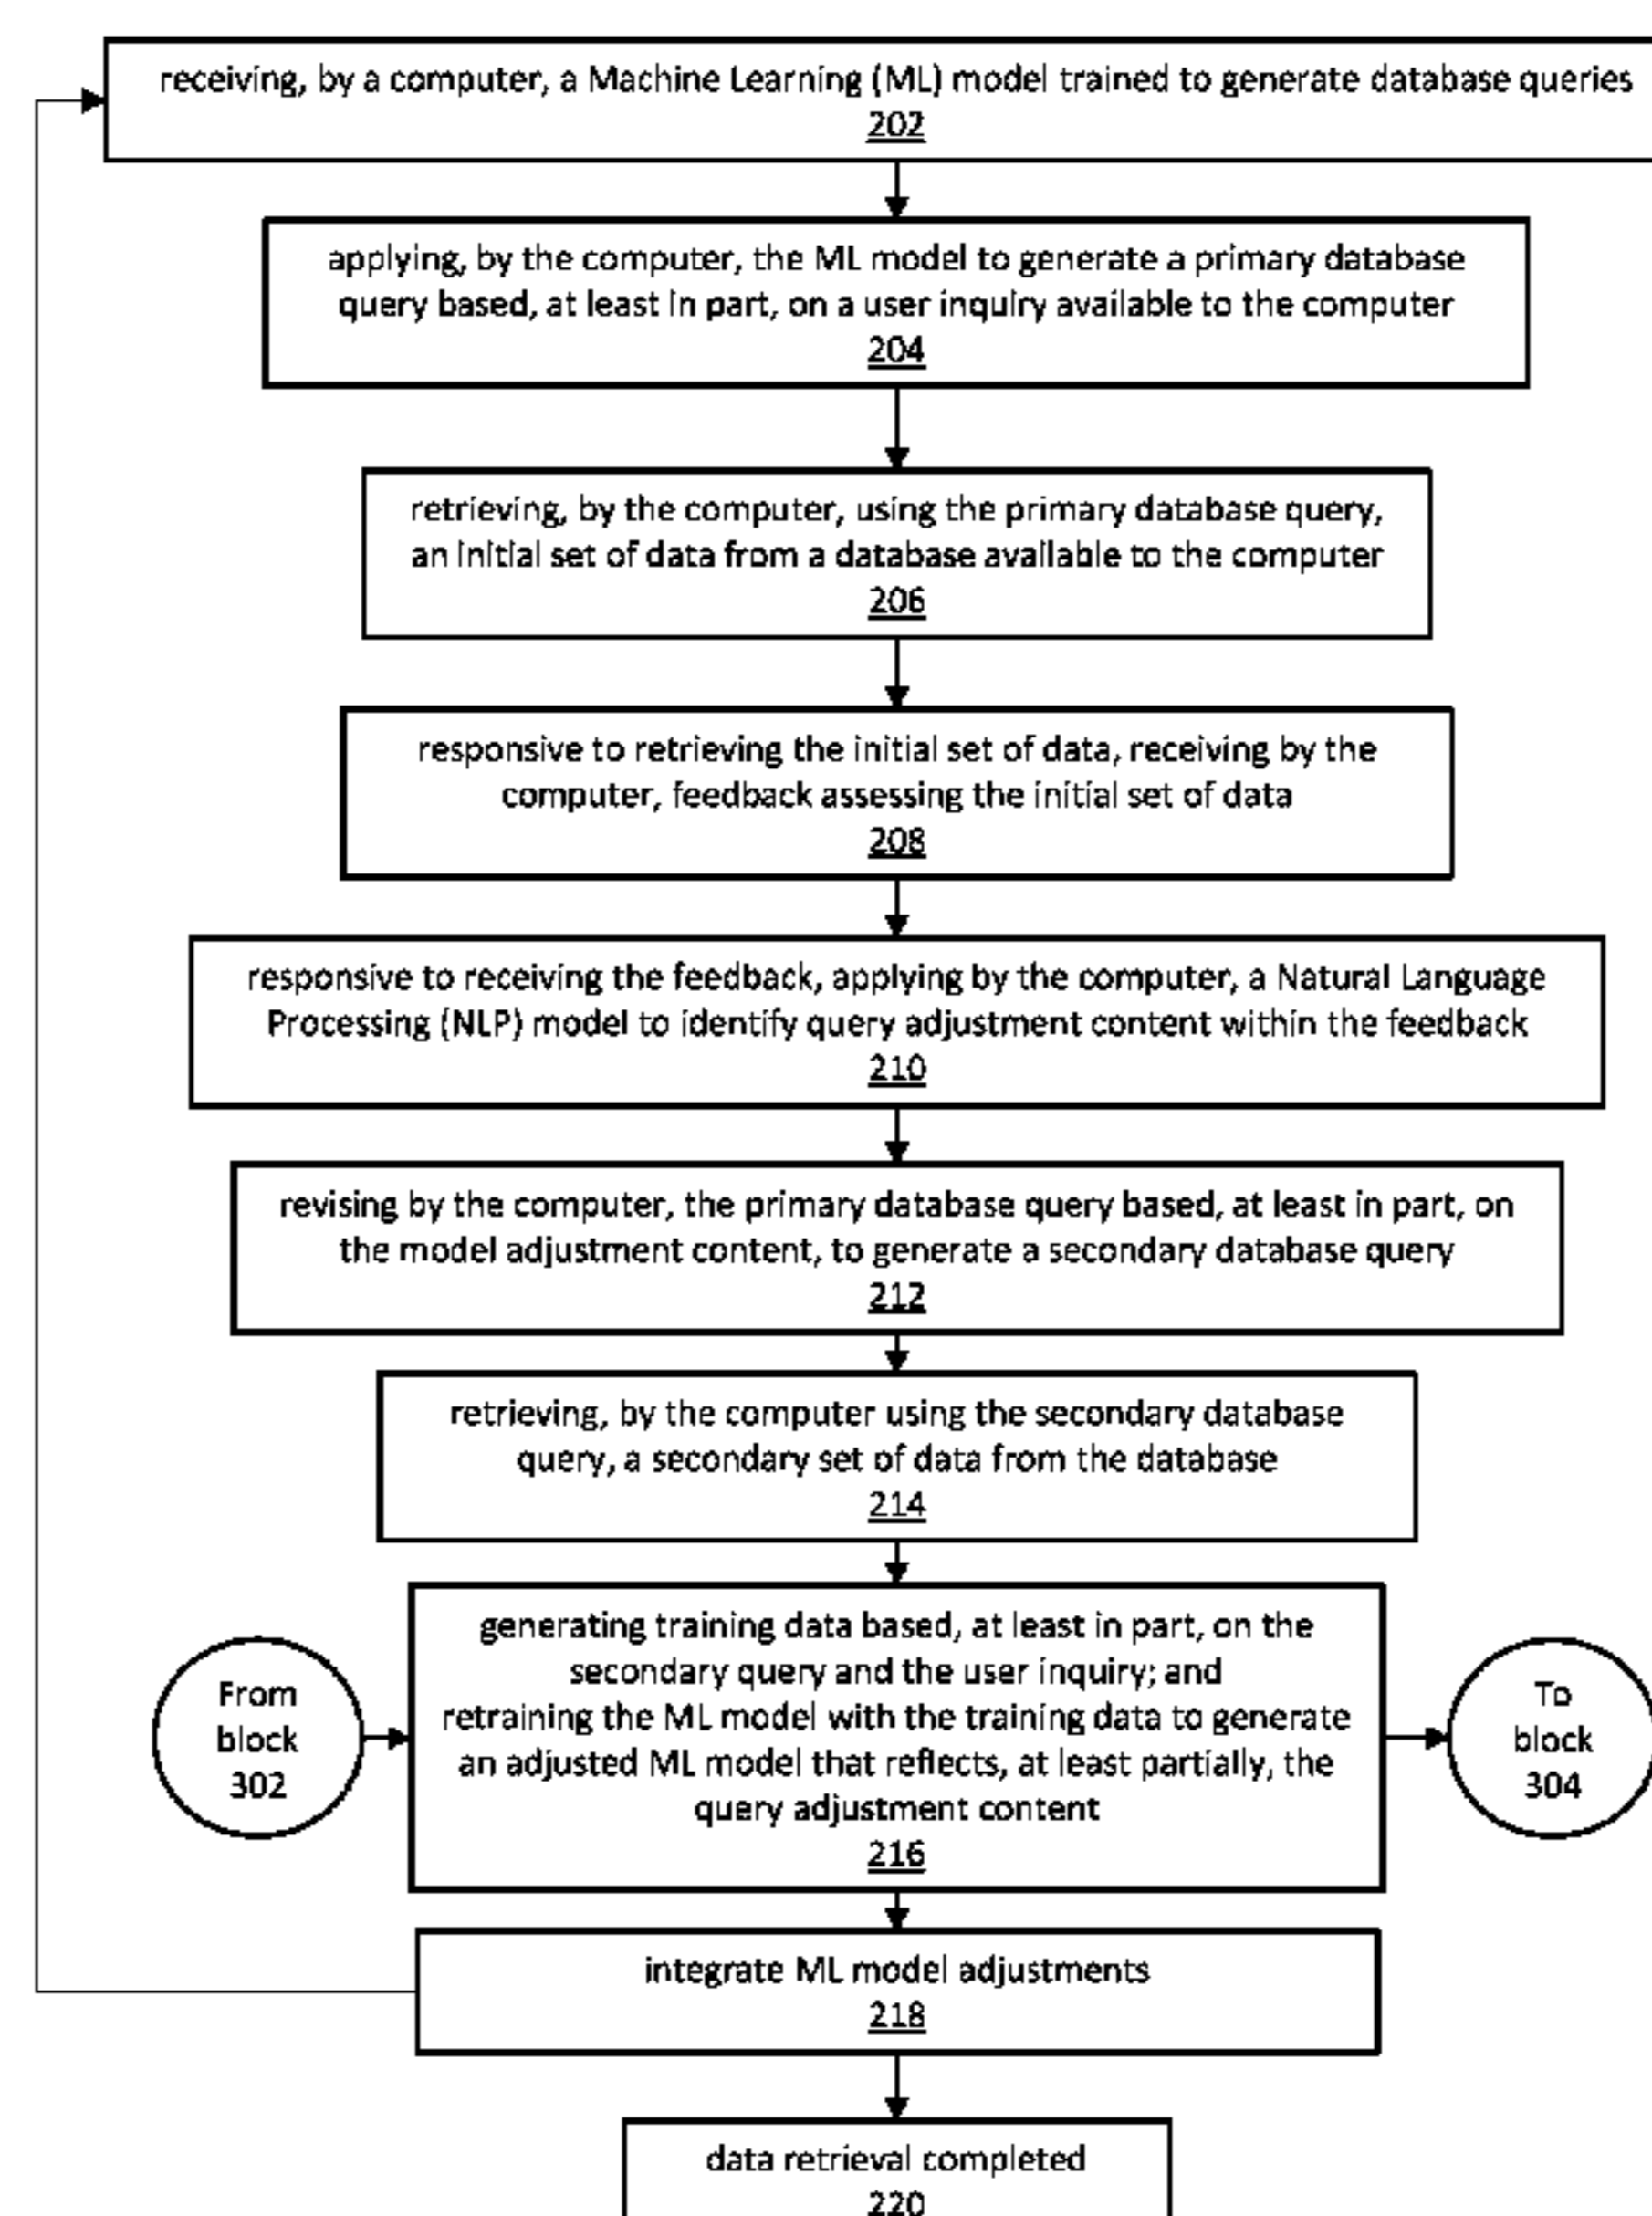 receiving, by a computer, a Machine Learning (ML) model trained to generate database queries
202
applying, by the computer, the ML model to generate a primary database
query based, at least in part, on a user inquiry available to the computer
204
retrieving, by the computer, using the primary database query,
an initial set of data from a database available to the computer
206
responsive to retrieving the initial set of data, receiving by the
computer, feedback assessing the initial set of data
208
responsive to receiving the feedback, applying by the computer, a Natural Language
Processing (NLP) model to identify query adjustment content within the feedback
210
revising by the computer, the primary database query based, at least in part, on
the model adjustment content, to generate a secondary database query
212
retrieving, by the computer using the secondary database
query, a secondary set of data from the database
214
generating training data based, at least in part, on the
secondary query and the user inquiry; and
retraining the ML model with the training data to generate
an adjusted ML model that reflects, at least partially, the
query adjustment content
216
From
block
302
To
block
304
integrate ML model adjustments
218
data retrieval completed
220